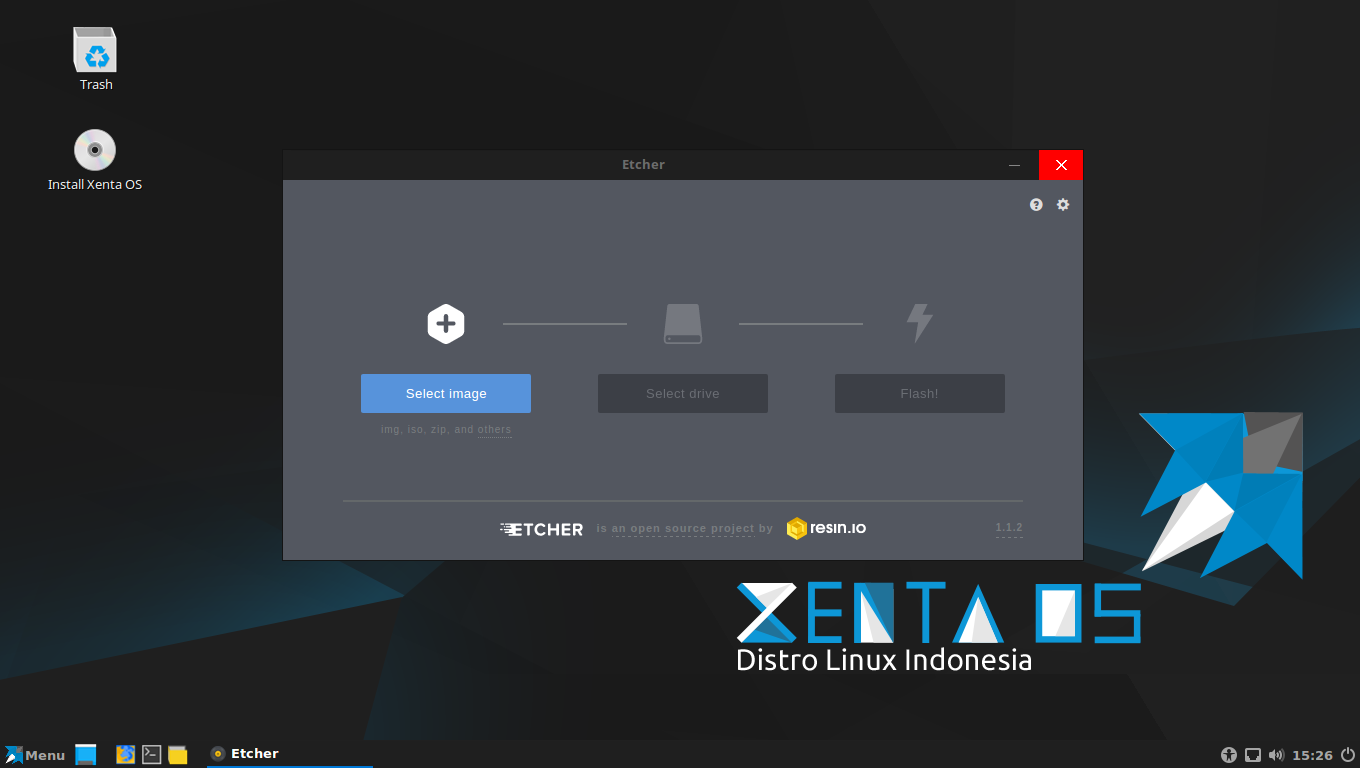 Trash
Install Xenta OS
Etcher
Select image
Select drive
Flash!
img, iso, zip, and others
ETCHER is an open source project by resin.io
1.1.2
XENTA OS
Distro Linux Indonesia
Menu
Etcher
15:26